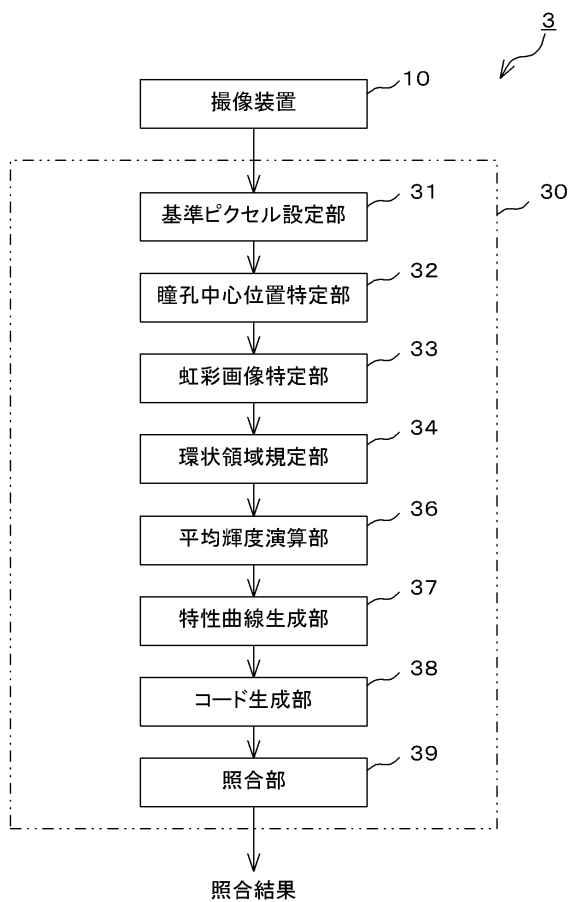 3
撮像装置
10
30
基準ピクセル設定部
31
瞳孔中心位置特定部
32
虹彩画像特定部
33
環状領域規定部
34
平均輝度演算部
36
特性曲線生成部
37
コード生成部
38
照合部
39
照合結果